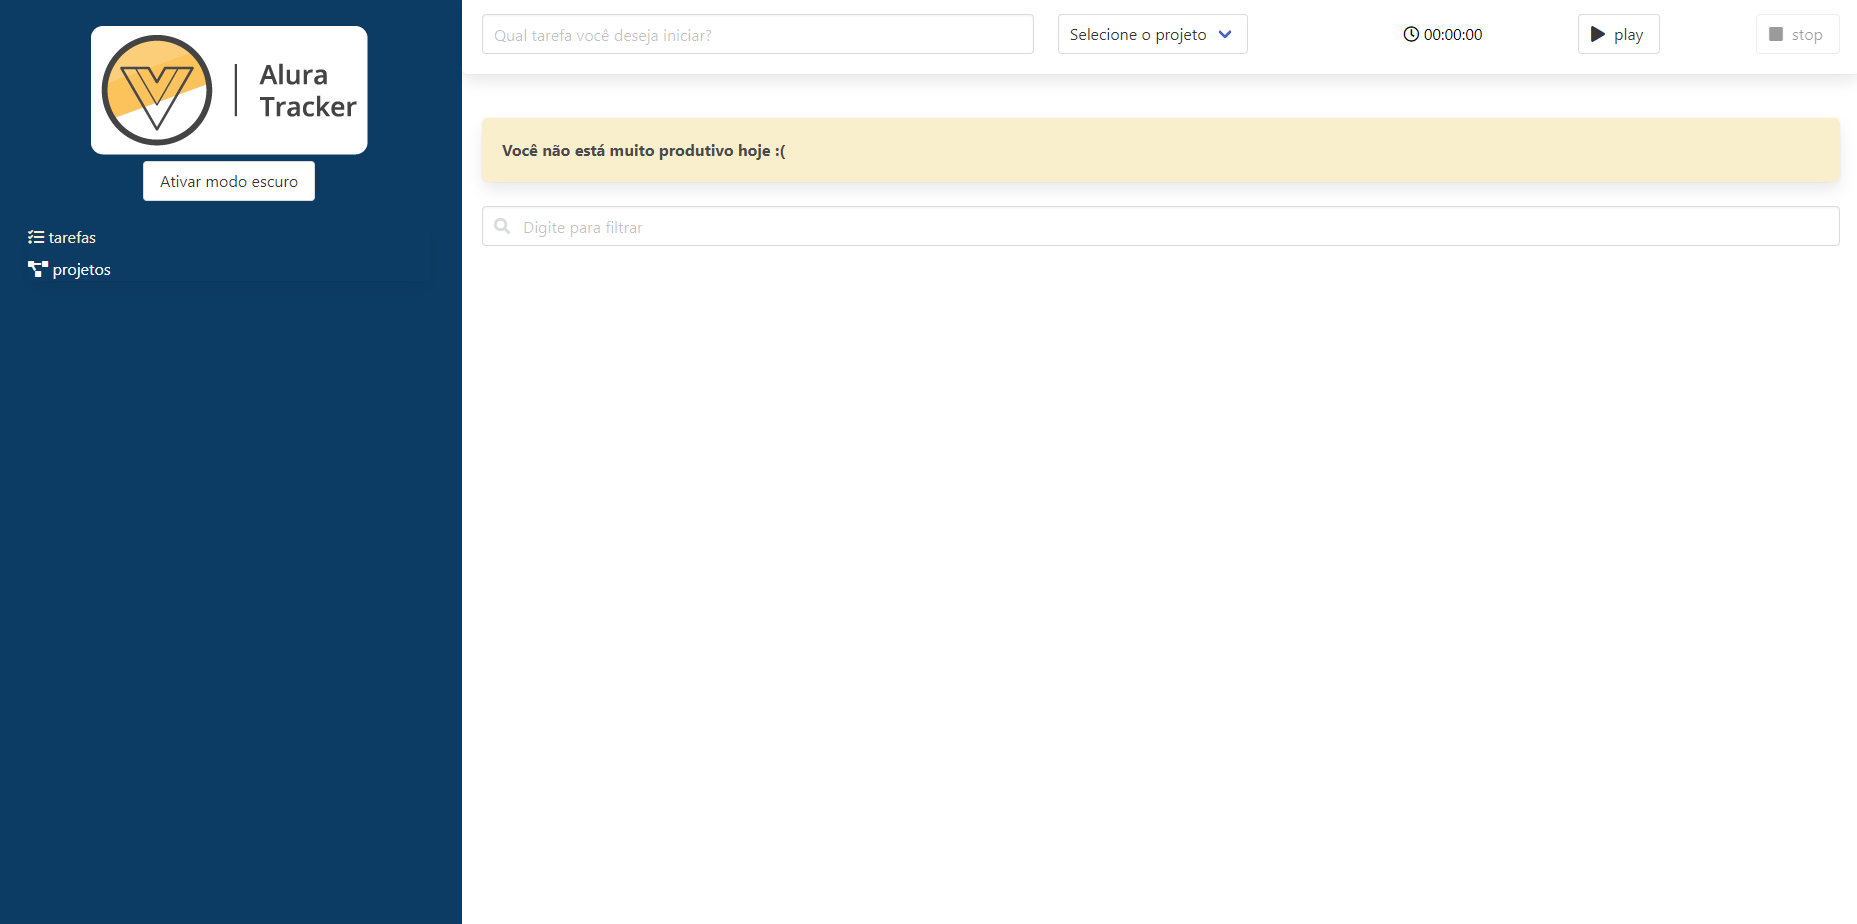 Alura
Tracker
Ativar modo escuro
tarefas
projetos
Qual tarefa você deseja iniciar?
Selecione o projeto
00:00:00
play
stop
Você não está muito produtivo hoje :(
Digite para filtrar